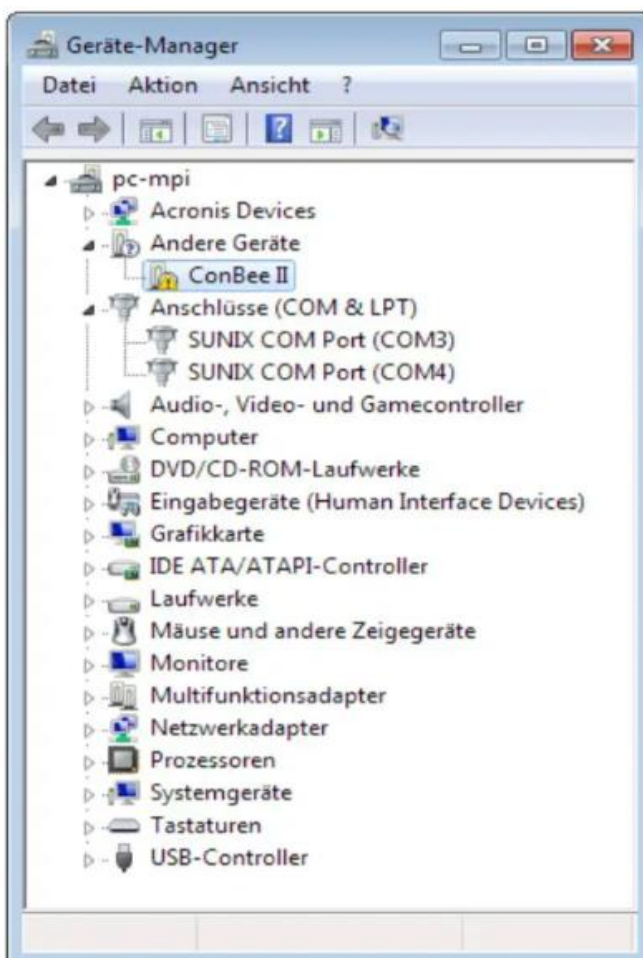 Geräte-Manager
Datei Aktion Ansicht ?
pc-mpi
Acronis Devices
Andere Geräte
ConBee II
Anschlüsse (COM & LPT)
SUNIX COM Port (COM3)
SUNIX COM Port (COM4)
Audio-, Video- und Gamecontroller
Computer
DVD/CD-ROM-Laufwerke
Eingabegeräte (Human Interface Devices)
Grafikkarte
IDE ATA/ATAPI-Controller
Laufwerke
Mäuse und andere Zeigegeräte
Monitore
Multifunktionsadapter
Netzwerkadapter
Prozessoren
Systemgeräte
Tastaturen
USB-Controller